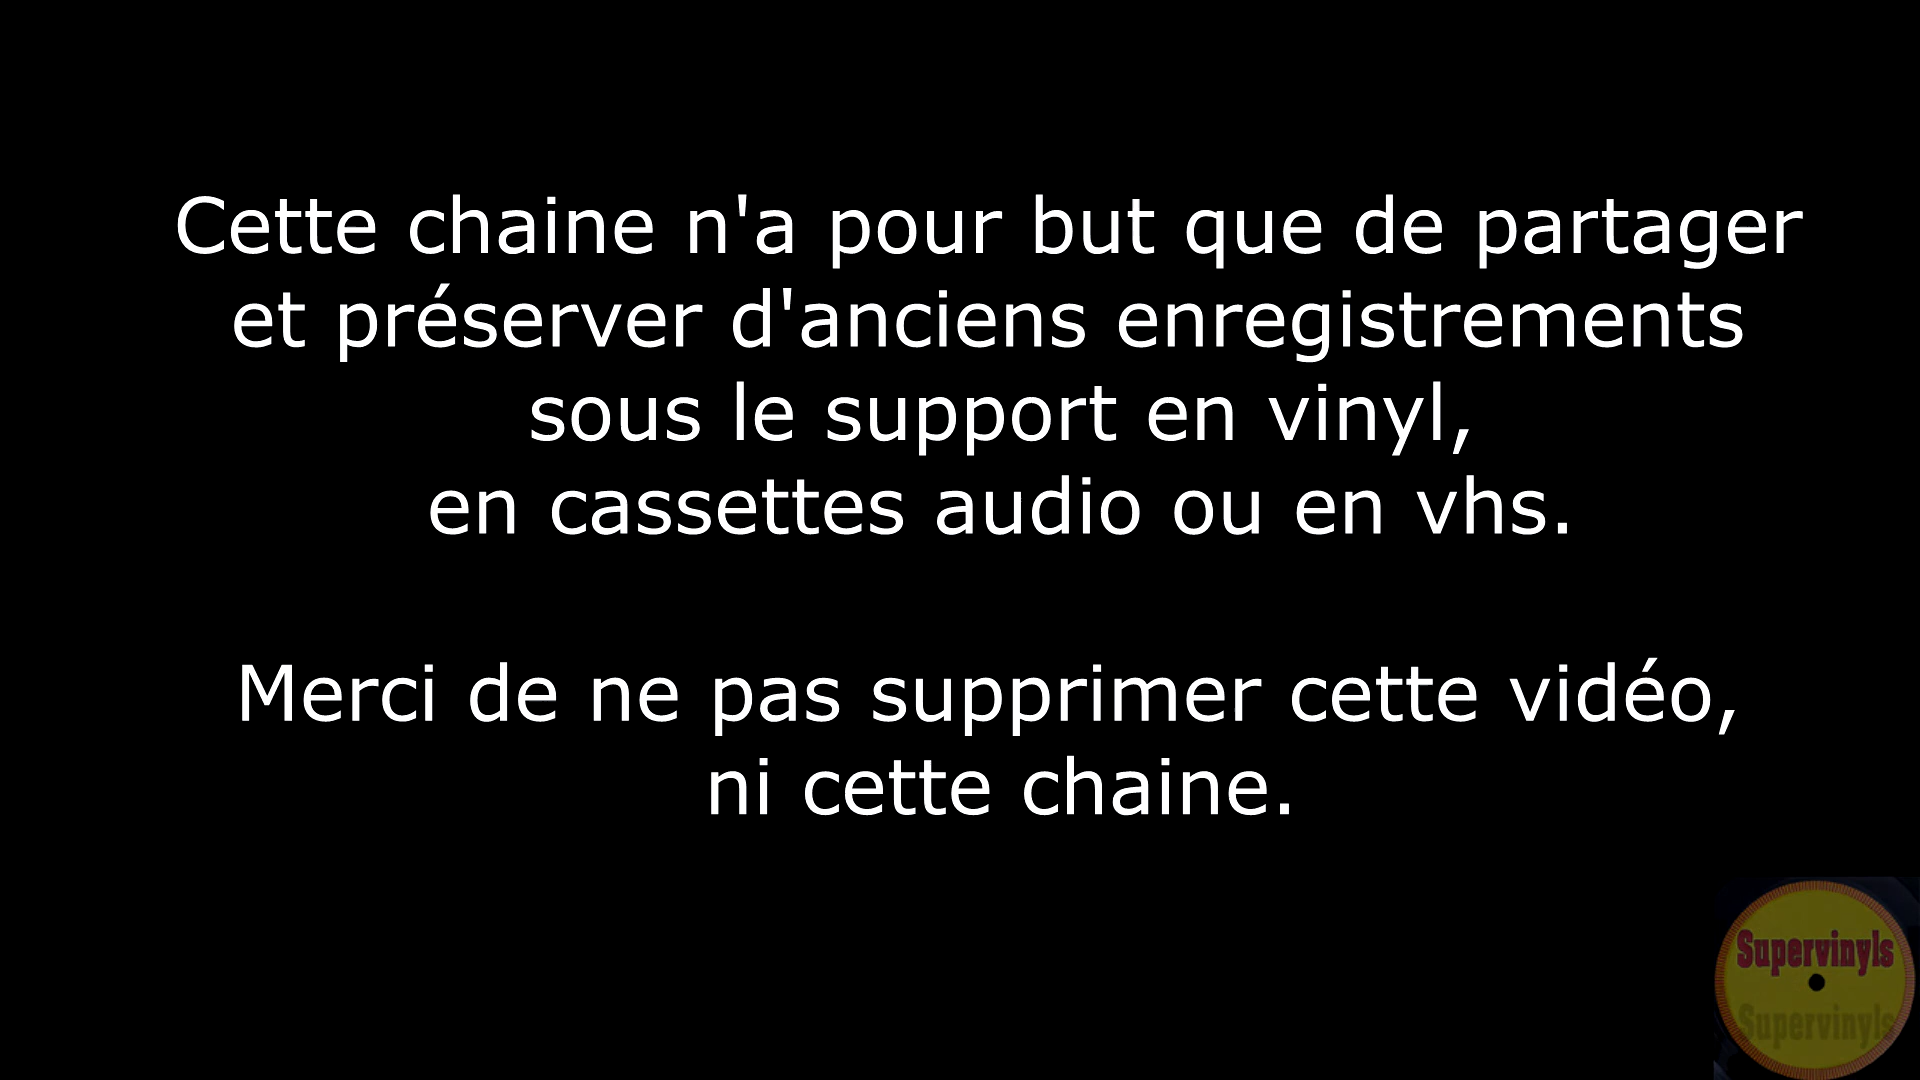 Cette chaine n'a pour but que de partager
et préserver d'anciens enregistrements
sous le support en vinyl,
en cassettes audio ou en vhs.
Merci de ne pas supprimer cette vidéo,
ni cette chaine.
Supervinyls
Supervinyls